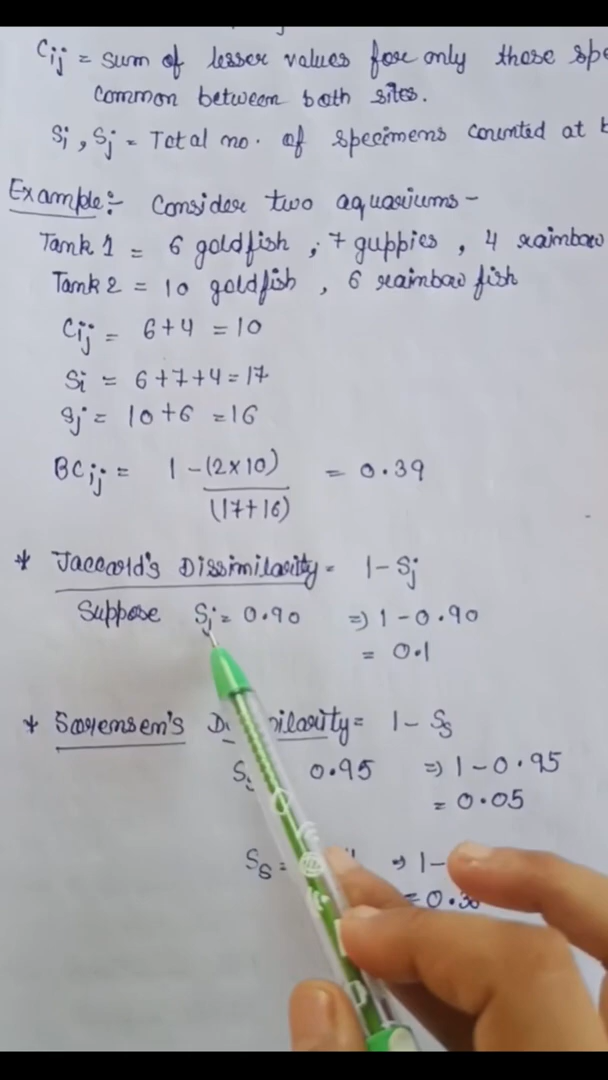 Cij = sum of lesser values for only those
common between both sites.
Si, Sj = Total no. of specimens counted at
Example:- Consider two aquariums -
Tank 1 = 6 goldfish, 7 guppies, 4 rainbow
Tank 2 = 10 goldfish, 6 rainbow fish
Cij = 6+4 = 10
Si = 6+7+4 = 17
Sj = 10+6 = 16
BCij = 1 - (2×10) / (17+16) = 0.39
* Jaccard's Dissimilarity = 1 - Sj
Suppose Sj = 0.90 => 1-0.90
= 0.1
* Sorensen's = 1 - Ss
0.95 => 1-0.95
= 0.05
Ss = => 1-